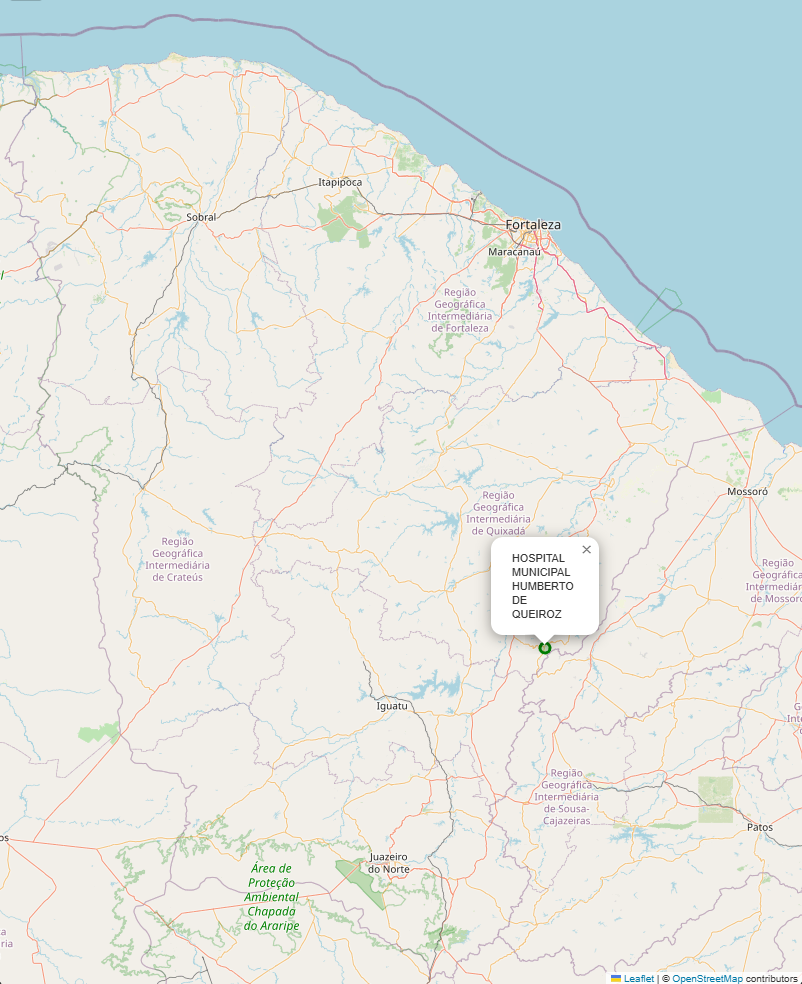 Itapipoca
Sobral
Fortaleza
Maracanaú
Região
Geográfica
Intermediária
de Fortaleza
Mossoró
Região
Geográfica
Intermediária
de Quixadá
Região
Geográfica
Intermediária
de Crateús
×
HOSPITAL
MUNICIPAL
HUMBERTO
DE
QUEIROZ
Região
Geográfica
Intermediária
de Mossoró
Iguatu
Região
Geográfica
Intermediária
de Sousa-
Cajazeiras
Patos
Juazeiro
do Norte
Área de
Proteção
Ambiental
Chapada
do Araripe
Leaflet | © OpenStreetMap contributors